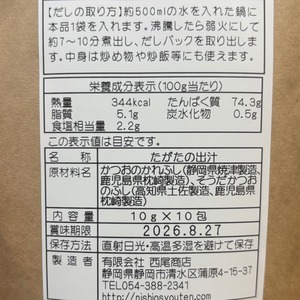 【だしの取り方】約500mlの水を入れた鍋に
本品1袋を入れます。沸騰したら弱火にして
約7〜10分煮出し、だしパックを取り出しま
す。中身は炒め物や炒飯等にも使えます。
栄養成分表示(100g当たり)
熱量 344kcal たんぱく質 74.3g
脂質 5.1g 炭水化物 0.5g
食塩相当量 2.2g
この表示値は目安です。
名称 たがたの出汁
原材料名 かつおのかれぶし(静岡県焼津製造、
鹿児島県枕崎製造)、そうだかつお
のふし(高知県土佐製造、鹿児島県
枕崎製造)
内容量 10g×10包
賞味期限 2026.8.27
保存方法 直射日光・高温多湿を避けて保存
製造者 有限会社 西尾商店
静岡県静岡市清水区蒲原4-15-37
TEL054-388-2341
http://nishiosyouten.com/